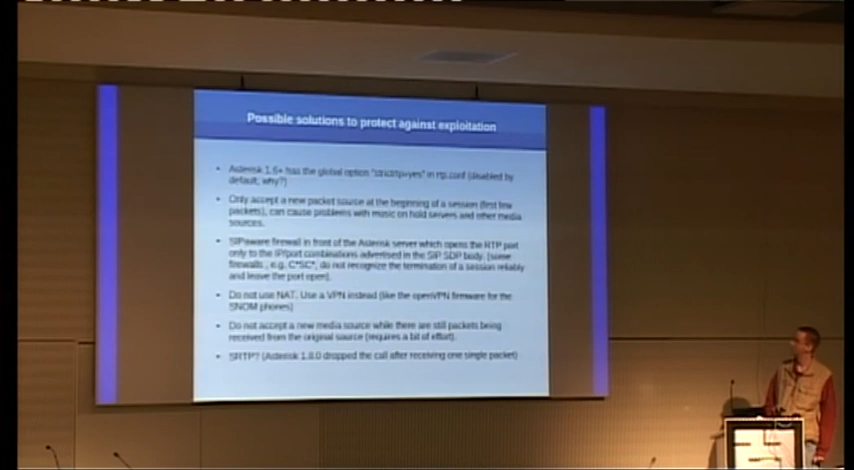 Possible solutions to protect against exploitation
• Asterisk 1.6+ has the global option "strictrtp=yes" in rtp.conf (disabled by
default, why?)
• Only accept a new packet source at the beginning of a session (first few
packets), can cause problems with music on hold servers and other media
sources.
• SIPaware firewall in front of the Asterisk server which opens the RTP port
only to the IP/port combinations advertised in the SIP SDP body. (some
firewalls , e.g. C*SC*, do not recognize the termination of a session reliably
and leave the port open).
• Do not use NAT. Use a VPN instead (like the openVPN firmware for the
SNOM phones)
• Do not accept a new media source while there are still packets being
received from the original source (requires a bit of effort).
• SRTP? (Asterisk 1.8.0 dropped the call after receiving one single packet)